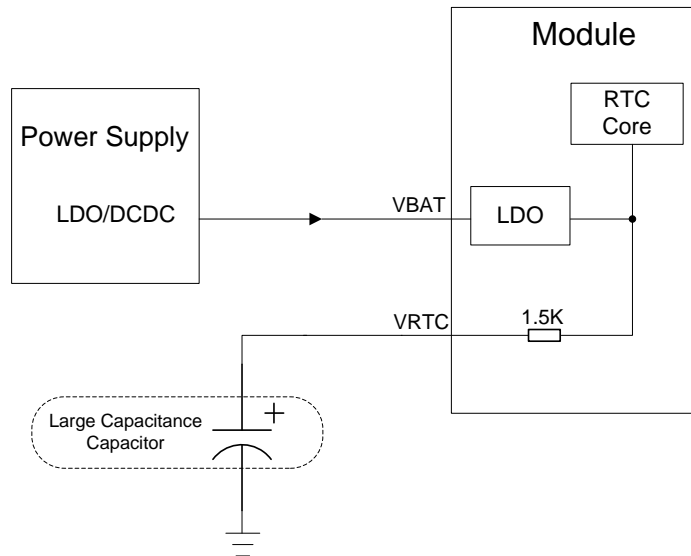 Module
RTC
Core
Power Supply
LDO/DCDC
VBAT
LDO
VRTC
1.5K
Large Capacitance
Capacitor
+